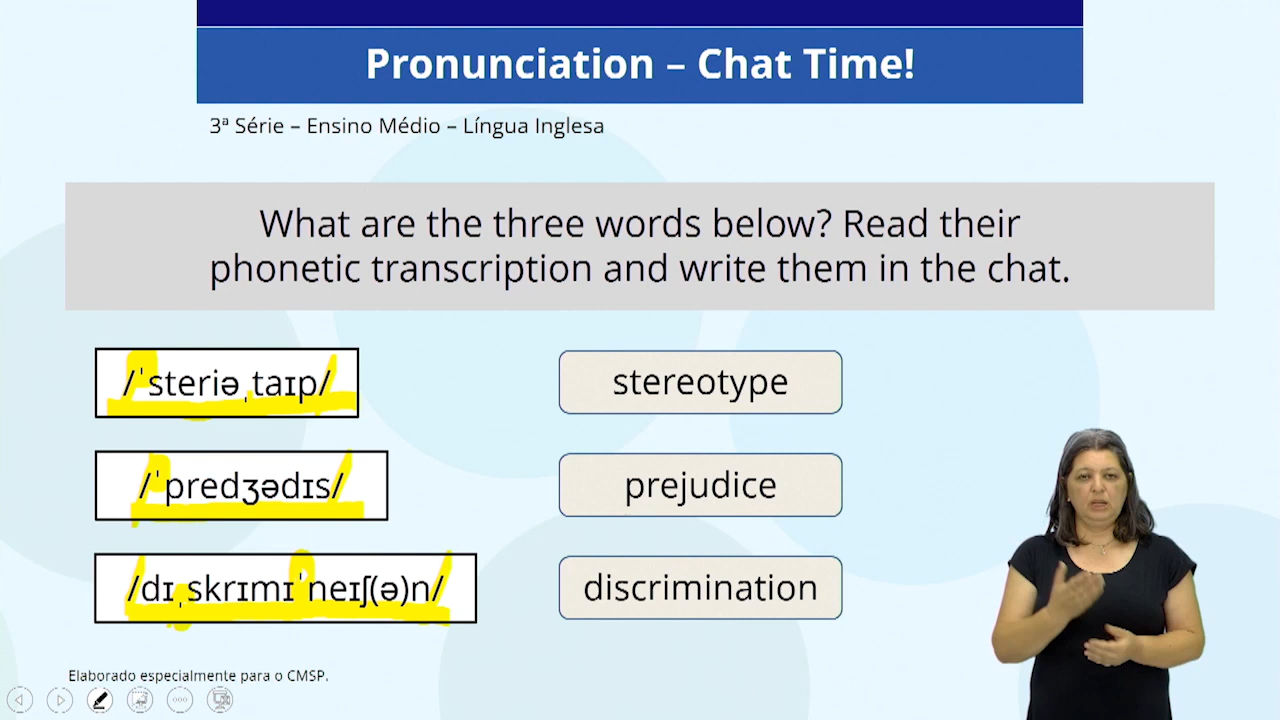 Pronunciation – Chat Time!
3ª Série – Ensino Médio – Língua Inglesa
What are the three words below? Read their
phonetic transcription and write them in the chat.
/ˈsteriəˌtaɪp/
stereotype
/ˈpredʒədɪs/
prejudice
/dɪˌskrɪmɪˈneɪʃ(ə)n/
discrimination
Elaborado especialmente para o CMSP.